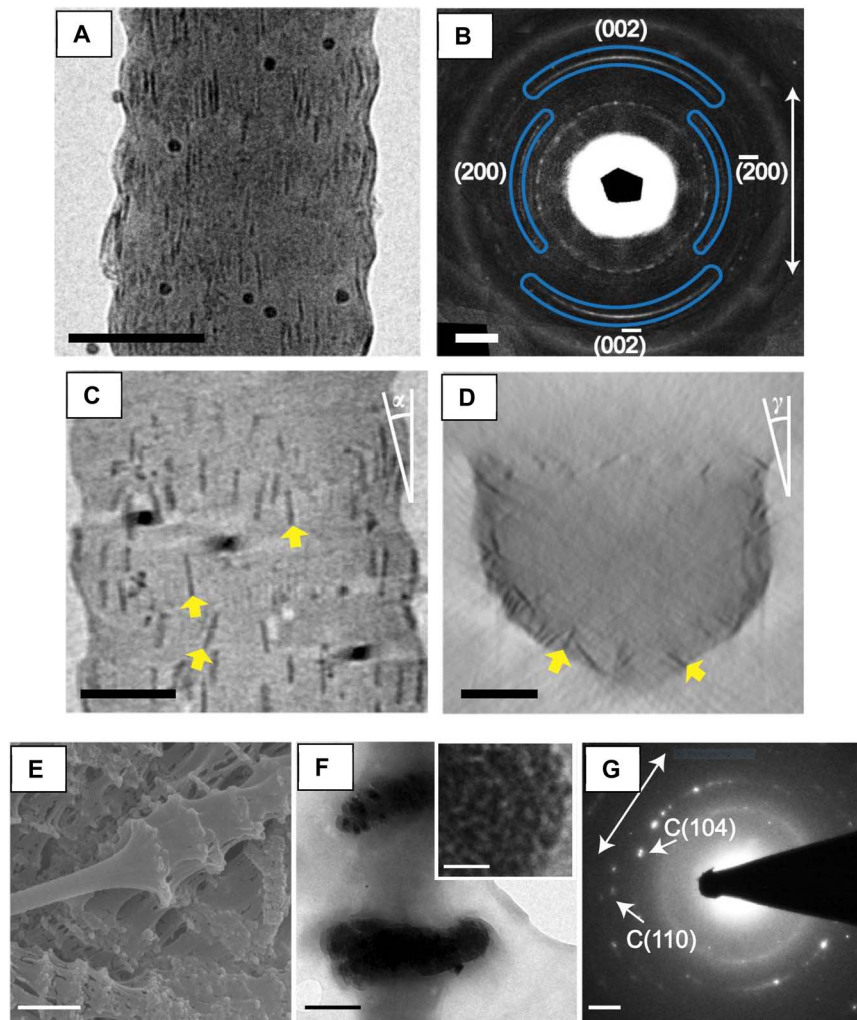 A
B
(002)
(200)
(2̅00)
(002̅)
C
α
D
γ
E
F
G
C(104)
C(110)